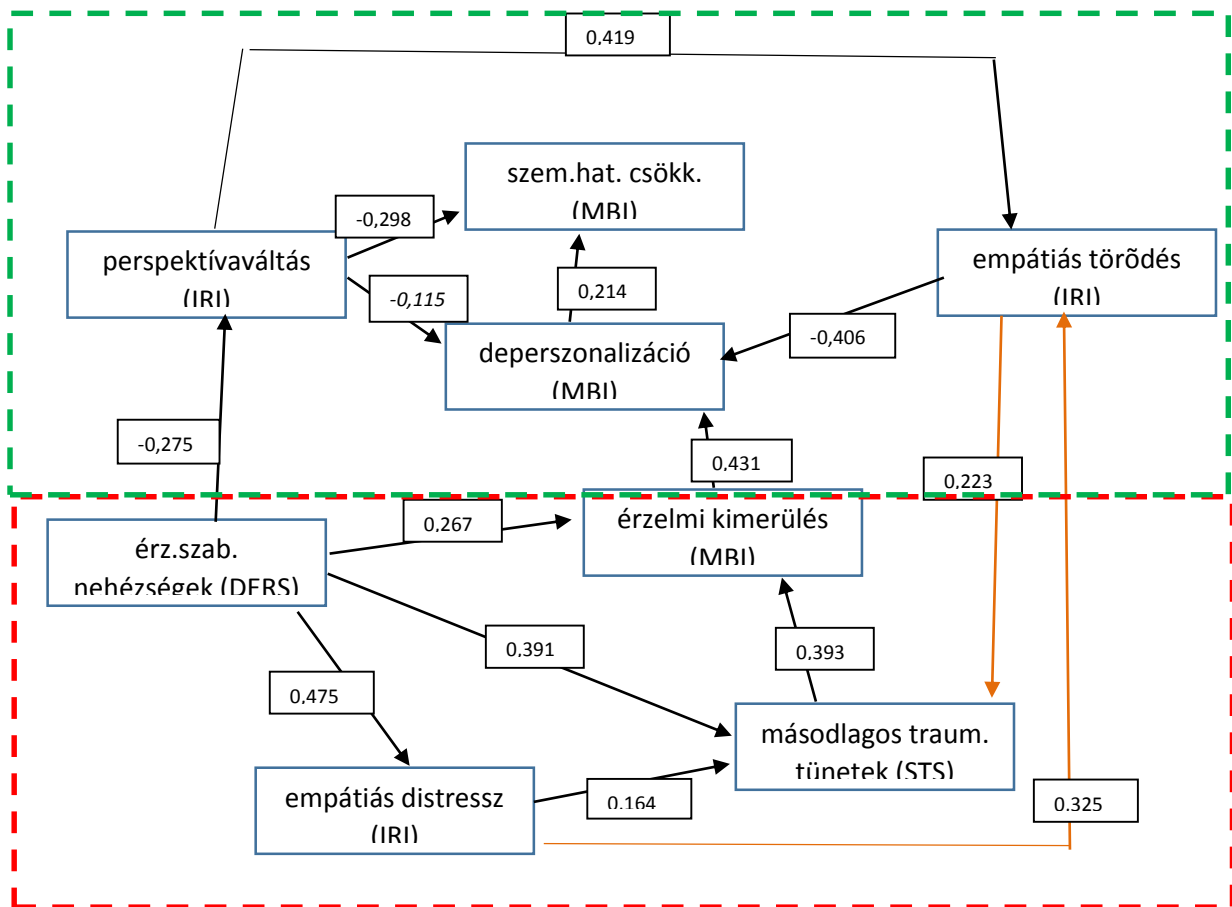 0,419
szem.hat. csökk.
(MBI)
-0,298
perspektívaváltás
(IRI)
empátiás törõdés
(IRI)
-0,115
0,214
-0,406
deperszonalizáció
(MBI)
-0,275
0,431
0,223
érzelmi kimerülés
(MBI)
0,267
érz.szab.
nehézségek (DERS)
0,391
0,393
0,475
másodlagos traum.
tünetek (STS)
empátiás distressz
(IRI)
0.164
0.325